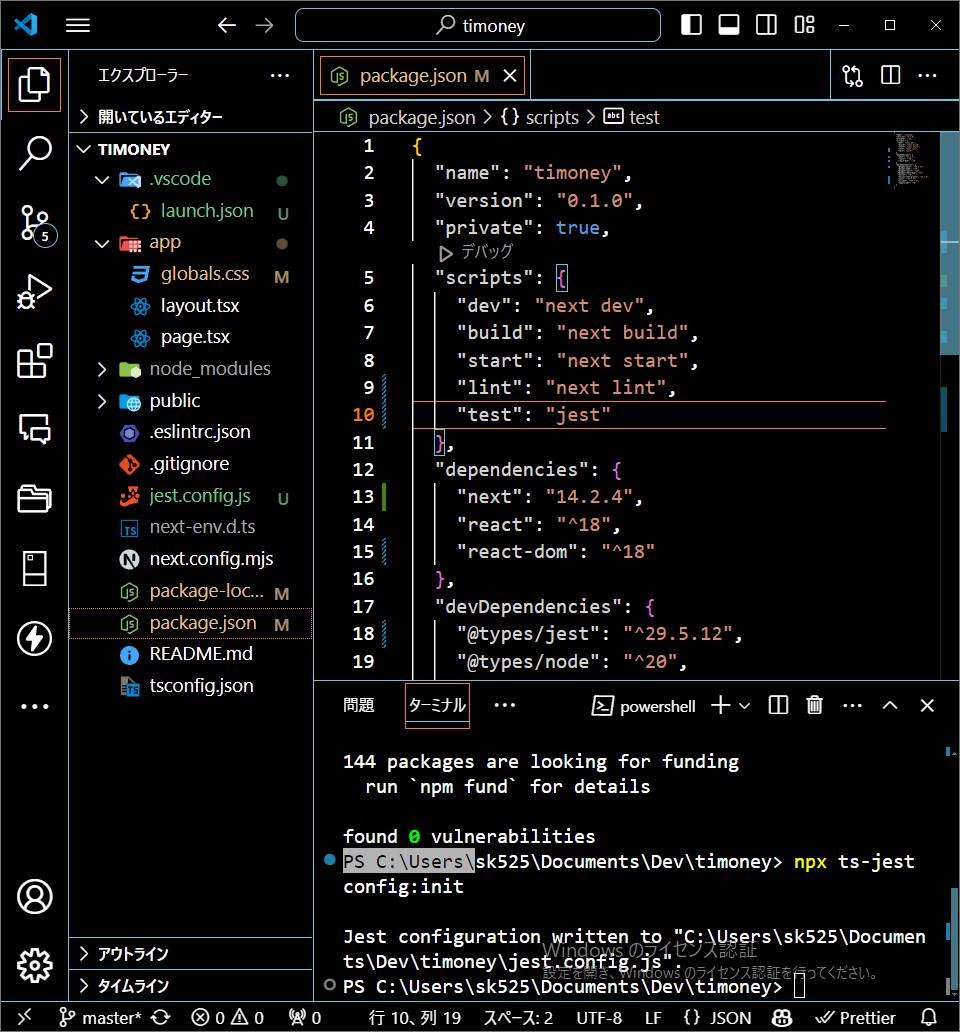 timoney
エクスプローラー
package.json M
開いているエディター
package.json > {} scripts > abc test
TIMONEY
.vscode
launch.json U
app
globals.css M
layout.tsx
page.tsx
node_modules
public
.eslintrc.json
.gitignore
jest.config.js U
next-env.d.ts
next.config.mjs
package-loc... M
package.json M
README.md
tsconfig.json
アウトライン
タイムライン
5
1 {
2 "name": "timoney",
3 "version": "0.1.0",
4 "private": true,
デバッグ
5 "scripts": {
6 "dev": "next dev",
7 "build": "next build",
8 "start": "next start",
9 "lint": "next lint",
10 "test": "jest"
11 },
12 "dependencies": {
13 "next": "14.2.4",
14 "react": "^18",
15 "react-dom": "^18"
16 },
17 "devDependencies": {
18 "@types/jest": "^29.5.12",
19 "@types/node": "^20",
問題 ターミナル powershell
144 packages are looking for funding
run `npm fund` for details
found 0 vulnerabilities
PS C:\Users\sk525\Documents\Dev\timoney> npx ts-jest
config:init
Jest configuration written to "C:\Users\sk525\Documen
ts\Dev\timoney\jest.config.js".
PS C:\Users\sk525\Documents\Dev\timoney>
Windows のライセンス認証
設定を開き、Windows のライセンス認証を行ってください。
master* 0 0 0 行 10、列 19 スペース: 2 UTF-8 LF {} JSON Prettier